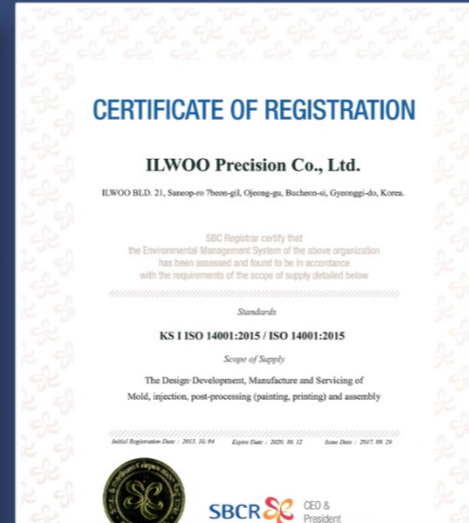 CERTIFICATE OF REGISTRATION
ILWOO Precision Co., Ltd.
ILWOO BLD. 21, Saneop-ro 7beon-gil, Ojeong-gu, Bucheon-si, Gyeonggi-do, Korea.
SBC Registrar certify that
the Environmental Management System of the above organization
has been assessed and found to be in accordance
with the requirements of the scope of supply detailed below
Standards
KS I ISO 14001:2015 / ISO 14001:2015
Scope of Supply
The Design·Development, Manufacture and Servicing of
Mold, injection, post-processing (painting, printing) and assembly
Initial Registration Date : 2013. 10. 04 Expire Date : 2020. 10. 12 Issue Date : 2017. 09. 29
SBCR CEO &
President